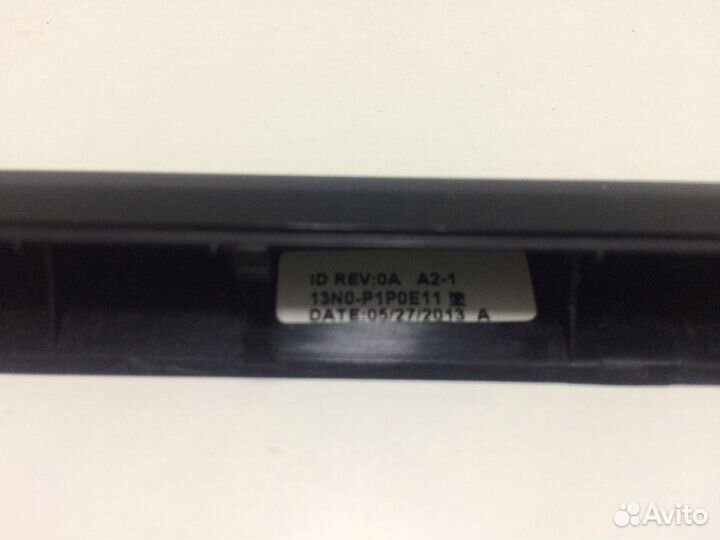 ID REV:0A A2-1
13N0-P1P0E11
DATE:05/27/2013 A
Avito